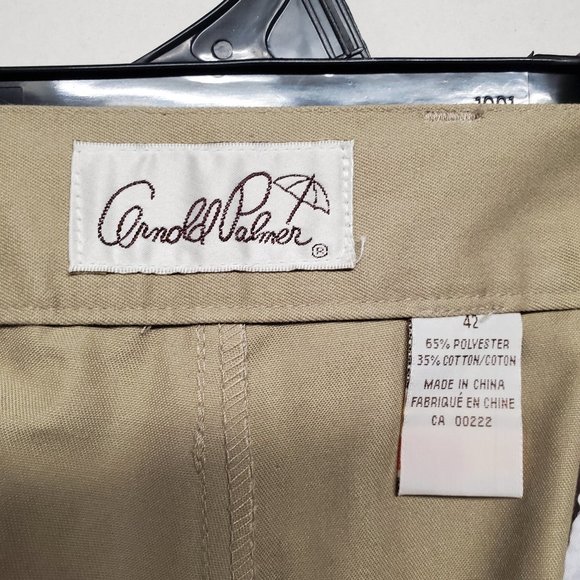 Arnold Palmer ®
42
65% POLYESTER
35% COTTON/COTON
MADE IN CHINA
FABRIQUÉ EN CHINE
CA 00222